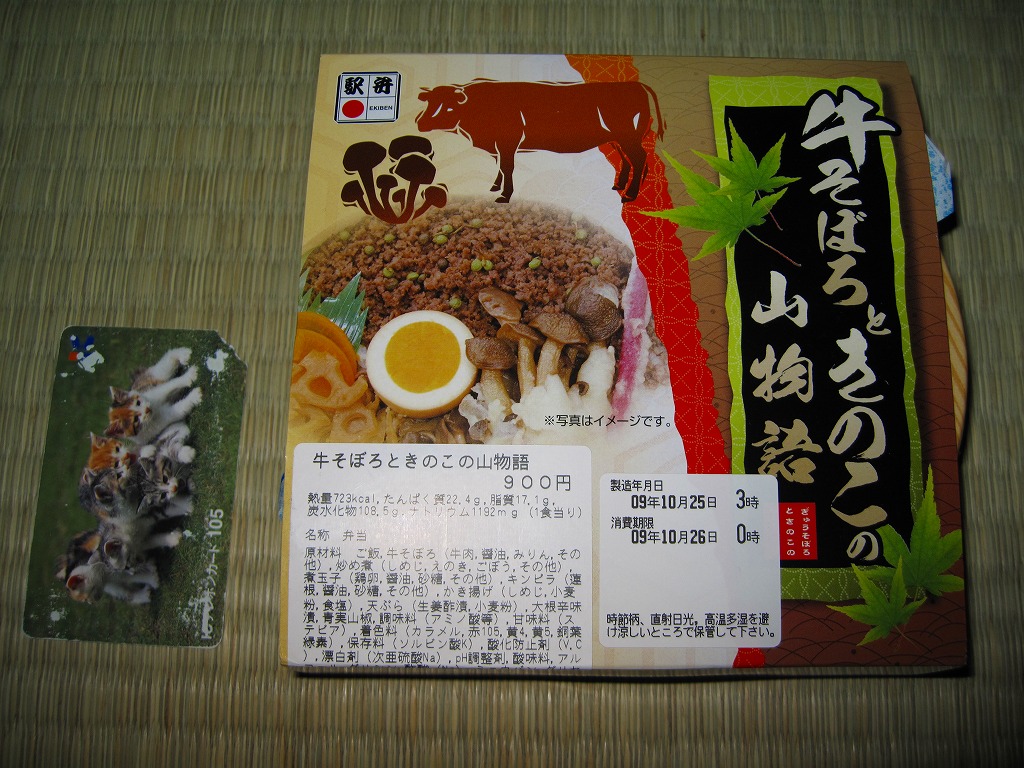 駅弁
EKIBEN
牛そぼろときのこの
山物語
ぎゅうそぼろ
ときのこの
※写真はイメージです。
牛そぼろときのこの山物語
900円
熱量723kcal,たんぱく質22.4g,脂質17.1g,
炭水化物108.5g,ナトリウム1192mg (1食当り)
名称 弁当
原材料 ご飯,牛そぼろ(牛肉,醤油,みりん,その
他),炒め煮(しめじ,えのき,ごぼう,その他),
煮玉子(鶏卵,醤油,砂糖,その他),キンピラ(蓮
根,醤油,砂糖,その他),かき揚げ(しめじ,小麦
粉,食塩),天ぷら(生姜酢漬,小麦粉),大根辛味
漬,青実山椒,調味料(アミノ酸等),甘味料(ス
テビア),着色料(カラメル,赤105,黄4,黄5,銅葉
緑素),保存料(ソルビン酸K),酸化防止剤(V.C
),漂白剤(次亜硫酸Na),pH調整剤,酸味料,アル
製造年月日
09年10月25日 3時
消費期限
09年10月26日 0時
時節柄、直射日光,高温多湿を避
け涼しいところで保管して下さい。
テレホンカード 105